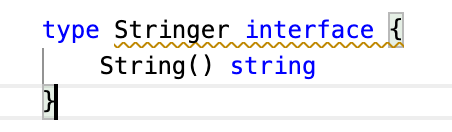 type Stringer interface {
    String() string
}